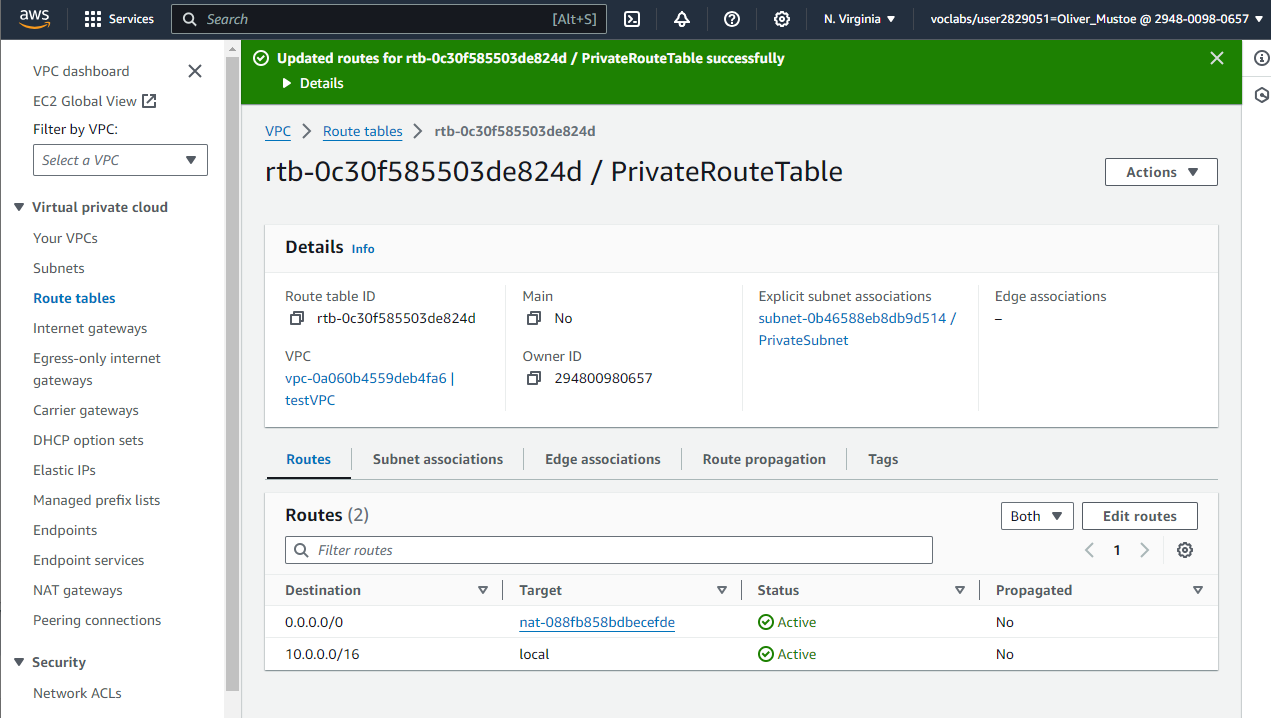 aws Services Search [Alt+S] N. Virginia voclabs/user2829051=Oliver_Mustoe @ 2948-0098-0657
VPC dashboard
EC2 Global View
Filter by VPC:
Select a VPC
Virtual private cloud
Your VPCs
Subnets
Route tables
Internet gateways
Egress-only internet
gateways
Carrier gateways
DHCP option sets
Elastic IPs
Managed prefix lists
Endpoints
Endpoint services
NAT gateways
Peering connections
Security
Network ACLs
Updated routes for rtb-0c30f585503de824d / PrivateRouteTable successfully
Details
VPC Route tables rtb-0c30f585503de824d
rtb-0c30f585503de824d / PrivateRouteTable
Actions
Details Info
Route table ID
rtb-0c30f585503de824d
VPC
vpc-0a060b4559deb4fa6 |
testVPC
Main
No
Owner ID
294800980657
Explicit subnet associations
subnet-0b46588eb8db9d514 /
PrivateSubnet
Edge associations
–
Routes Subnet associations Edge associations Route propagation Tags
Routes (2)
Both Edit routes
Filter routes
1
Destination Target Status Propagated
0.0.0.0/0 nat-088fb858bdbecefde Active No
10.0.0.0/16 local Active No